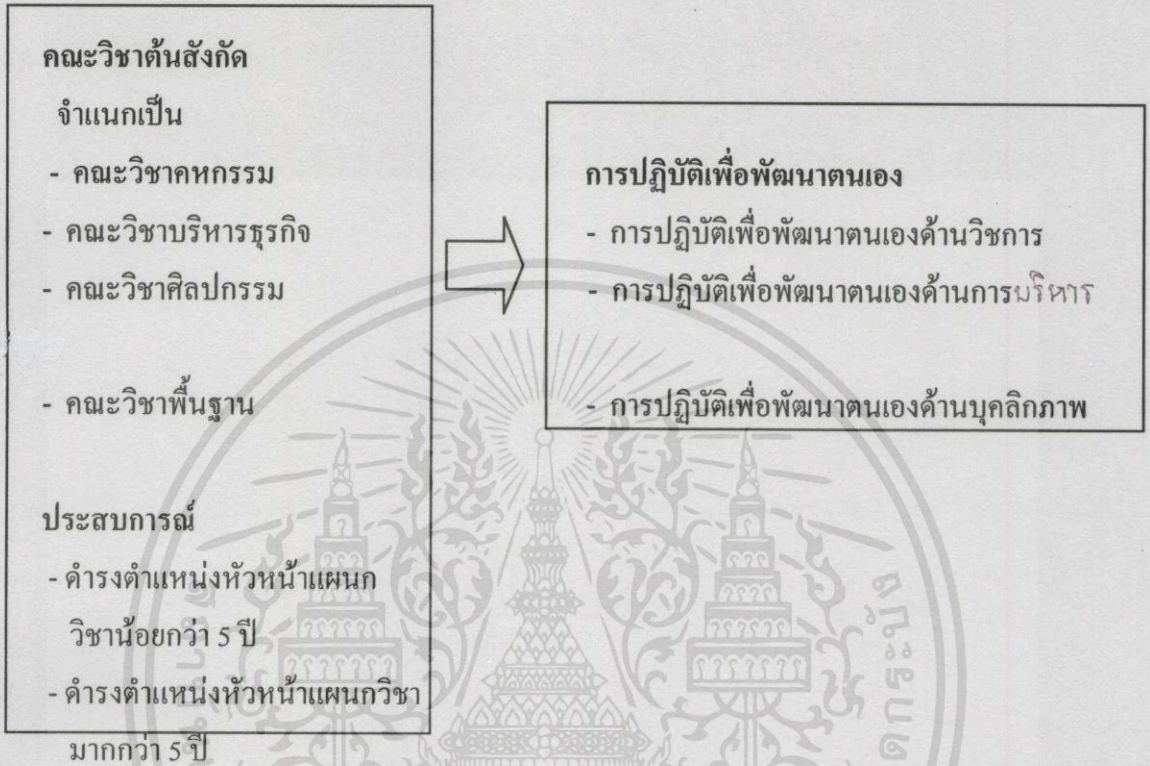 คณะวิชาต้นสังกัด
จำแนกเป็น
- คณะวิชาคหกรรม
- คณะวิชาบริหารธุรกิจ
- คณะวิชาศิลปกรรม
- คณะวิชาพื้นฐาน
ประสบการณ์
- ดำรงตำแหน่งหัวหน้าแผนก
วิชาน้อยกว่า 5 ปี
- ดำรงตำแหน่งหัวหน้าแผนกวิชา
มากกว่า 5 ปี
การปฏิบัติเพื่อพัฒนาตนเอง
- การปฏิบัติเพื่อพัฒนาตนเองด้านวิชการ
- การปฏิบัติเพื่อพัฒนาตนเองด้านการบริหาร
- การปฏิบัติเพื่อพัฒนาตนเองด้านบุคลิกภาพ